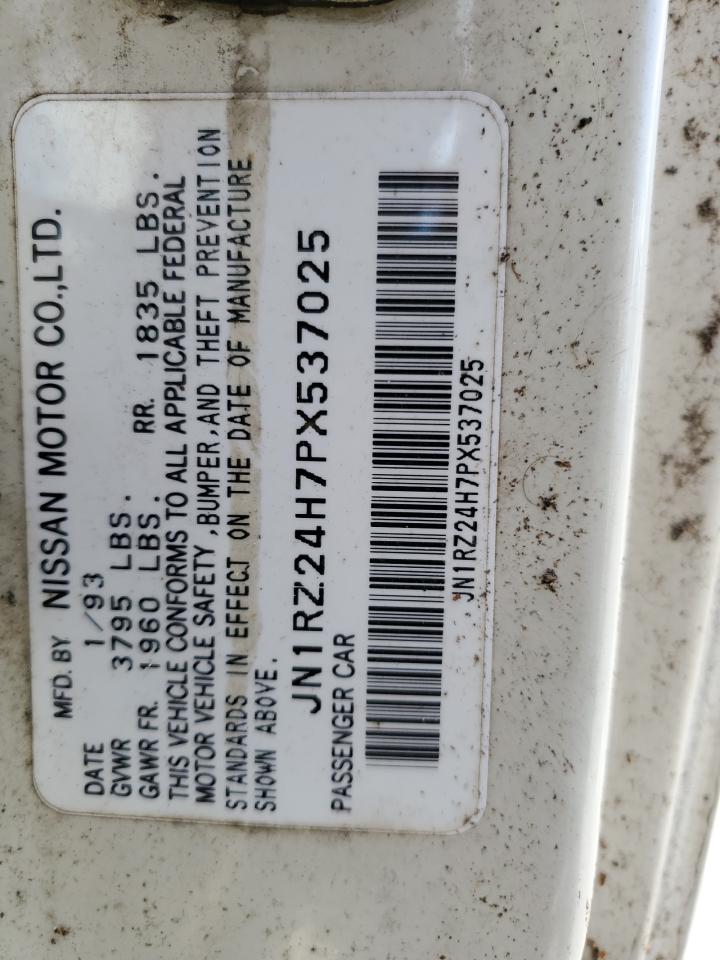 MFD. BY NISSAN MOTOR CO.,LTD.
DATE 1/93
GVWR 3795 LBS.
GAWR FR. 1960 LBS. RR. 1835 LBS.
THIS VEHICLE CONFORMS TO ALL APPLICABLE FEDERAL
MOTOR VEHICLE SAFETY ,BUMPER,AND THEFT PREVENTION
STANDARDS IN EFFECT ON THE DATE OF MANUFACTURE
SHOWN ABOVE.
JN1RZ24H7PX537025
PASSENGER CAR
JN1RZ24H7PX537025